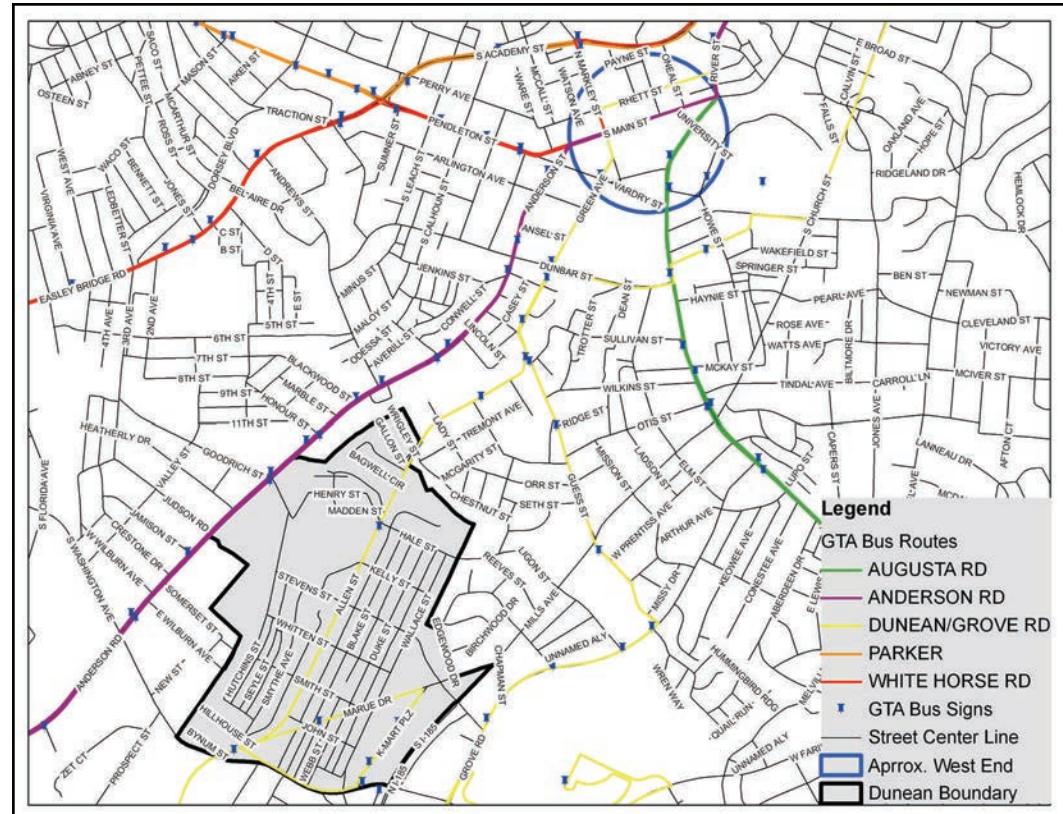 ABNEY ST
OSTEEN ST
SACO ST
PETTEE ST
MCARTHUR ST
ROSS ST
MASON ST
AIKEN ST
TRACTION ST
PERRY AVE
S ACADEMY ST
WARE ST
MCCALL ST
WATSON AVE
N MARKLEY ST
PAYNE ST
ONEAL ST
RHETT ST
RIVER ST
S MAIN ST
UNIVERSITY ST
E BROAD ST
CALVIN ST
FALLS ST
OAKLAND AVE
HOPE ST
RIDGELAND DR
HEMLOCK DR
WEST AVE
VIRGINIA AVE
WACO ST
BENNETT ST
LEDBETTER ST
JONES ST
DORSEY BLVD
BEL AIRE DR
ANDREWS ST
SUMNER ST
S LEACH ST
PENDLETON ST
ARLINGTON AVE
S CALHOUN ST
ANDERSON ST
GREEN AVE
VARDRY ST
HOWE ST
S CHURCH ST
WAKEFIELD ST
SPRINGER ST
BEN ST
EASLEY BRIDGE RD
C ST
B ST
D ST
E ST
4TH ST
5TH ST
6TH ST
7TH ST
8TH ST
9TH ST
11TH ST
4TH AVE
3RD AVE
2ND AVE
MINUS ST
MALOY ST
ODESSA ST
AVERILL ST
JENKINS ST
CONWELL ST
LINCOLN ST
CASEY ST
ANSEL ST
DUNBAR ST
TROTTER ST
DEAN ST
SULLIVAN ST
HAYNIE ST
PEARL AVE
NEWMAN ST
ROSE AVE
WATTS AVE
BILTMORE DR
CLEVELAND ST
VICTORY AVE
MCKAY ST
TINDAL AVE
CARROLL LN
MCIVER ST
WILKINS ST
OTIS ST
RIDGE ST
BLACKWOOD ST
MARBLE ST
HONOUR ST
GOODRICH ST
HEATHERLY DR
VALLEY ST
S FLORIDA AVE
JUDSON RD
JAMISON ST
CRESTONE DR
W WILBURN AVE
S WASHINGTON AVE
E WILBURN AVE
SOMERSET ST
NEW ST
ANDERSON RD
ZET CT
PROSPECT ST
WRIGLEY ST
GALLON ST
BAGWELL CIR
HENRY ST
MADDEN ST
LADY ST
TREMONT AVE
MCGARITY ST
CHESTNUT ST
ORR ST
SETH ST
GUESS ST
MISSION ST
LADSON ST
ELM ST
LUPO ST
CAPERS ST
JONES AVE
LANNEAU DR
AFTON CT
W PRENTISS AVE
ARTHUR AVE
KEOWEE AVE
CONESTEE AVE
ABERDEEN DR
E LEWIS
MISSY DR
HALE ST
KELLY ST
STEVENS ST
ALLEN ST
WHITTEN ST
BLAKE ST
DUKE ST
WALLACE ST
HUTCHINS ST
SEYLE ST
SMYTHE AVE
SMITH ST
MARUE DR
JOHN ST
WEBB ST
K-MART PLZ
HILLHOUSE ST
BYNUM ST
S I-185
N I-185
EDGEWOOD DR
REEVES ST
LIGON ST
MILLS AVE
BIRCHWOOD DR
CHAPMAN ST
UNNAMED ALY
GROVE RD
WREN WAY
HUMMINGBIRD RDG
QUAIL RUN
UNNAMED ALY
W FARI
Legend
GTA Bus Routes
AUGUSTA RD
ANDERSON RD
DUNEAN/GROVE RD
PARKER
WHITE HORSE RD
GTA Bus Signs
Street Center Line
Aprrox. West End
Dunean Boundary